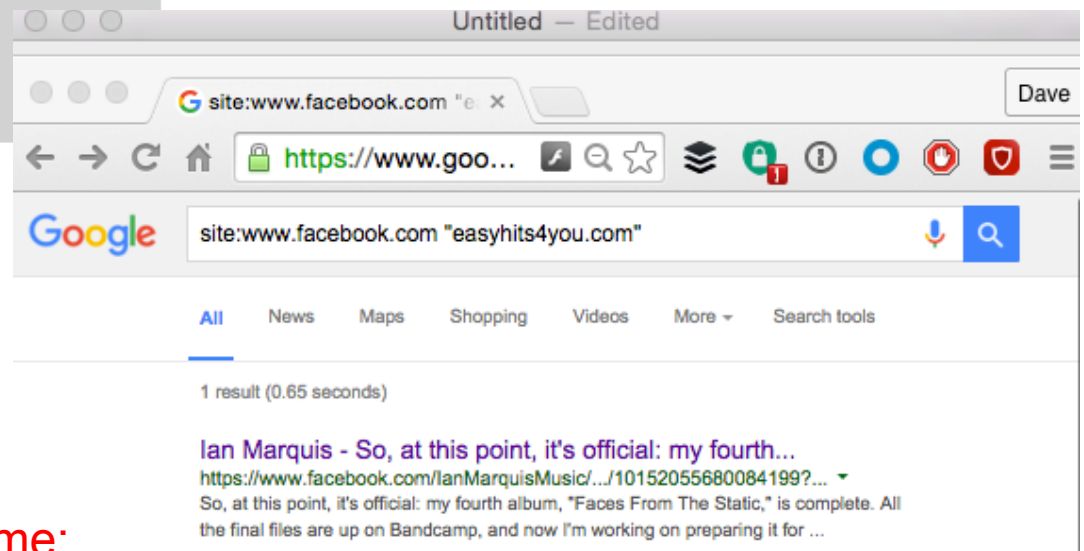 Untitled — Edited
site:www.facebook.com "e
Dave
https://www.goo...
Google
site:www.facebook.com "easyhits4you.com"
All News Maps Shopping Videos More Search tools
1 result (0.65 seconds)
Ian Marquis - So, at this point, it's official: my fourth...
https://www.facebook.com/IanMarquisMusic/.../10152055680084199?...
So, at this point, it's official: my fourth album, "Faces From The Static," is complete. All
the final files are up on Bandcamp, and now I'm working on preparing it for ...
me: